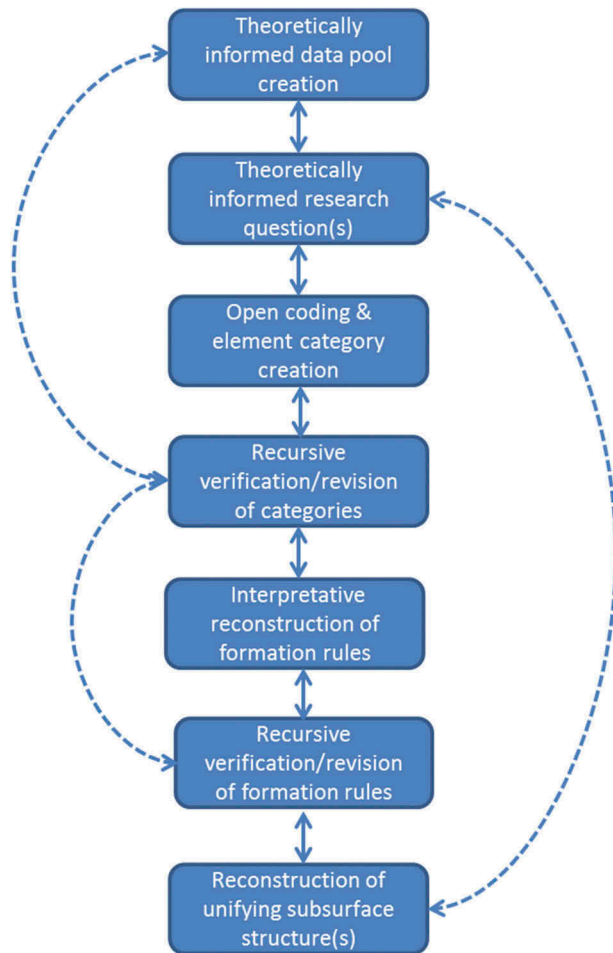 Theoretically
informed data pool
creation
Theoretically
informed research
question(s)
Open coding &
element category
creation
Recursive
verification/revision
of categories
Interpretative
reconstruction of
formation rules
Recursive
verification/revision
of formation rules
Reconstruction of
unifying subsurface
structure(s)